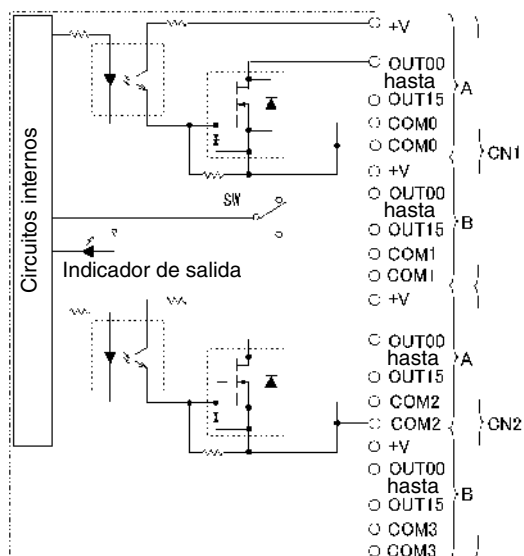 Circuitos internos
SW
Indicador de salida
+V
OUT00
hasta
OUT15
COM0
COM0
+V
OUT00
hasta
OUT15
COM1
COM1
+V
OUT00
hasta
OUT15
COM2
COM2
+V
OUT00
hasta
OUT15
COM3
COM3
A
B
CN1
A
B
CN2